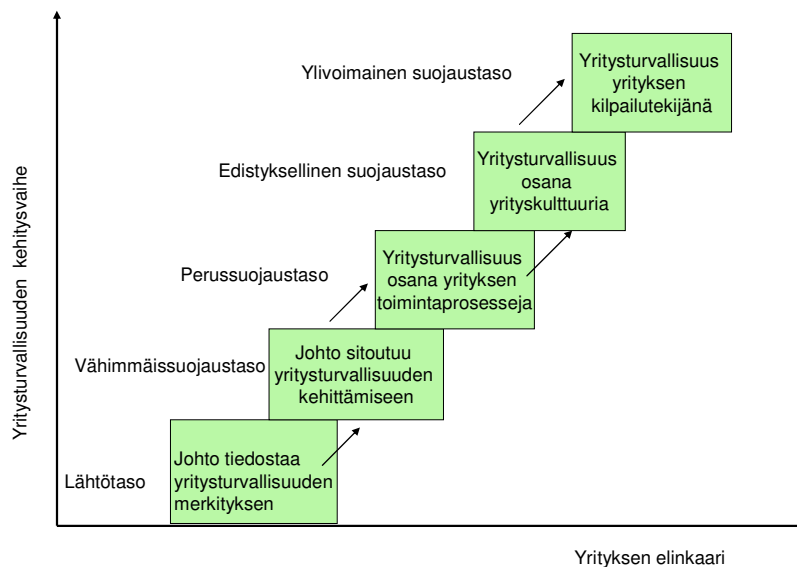 Yritysturvallisuuden kehitysvaihe
Ylivoimainen suojaustaso
Yritysturvallisuus
yrityksen
kilpailutekijänä
Edistyksellinen suojaustaso
Yritysturvallisuus
osana
yrityskulttuuria
Perussuojaustaso
Yritysturvallisuus
osana yrityksen
toimintaprosesseja
Vähimmäissuojaustaso
Johto sitoutuu
yritysturvallisuuden
kehittämiseen
Lähtötaso
Johto tiedostaa
yritysturvallisuuden
merkityksen
Yrityksen elinkaari